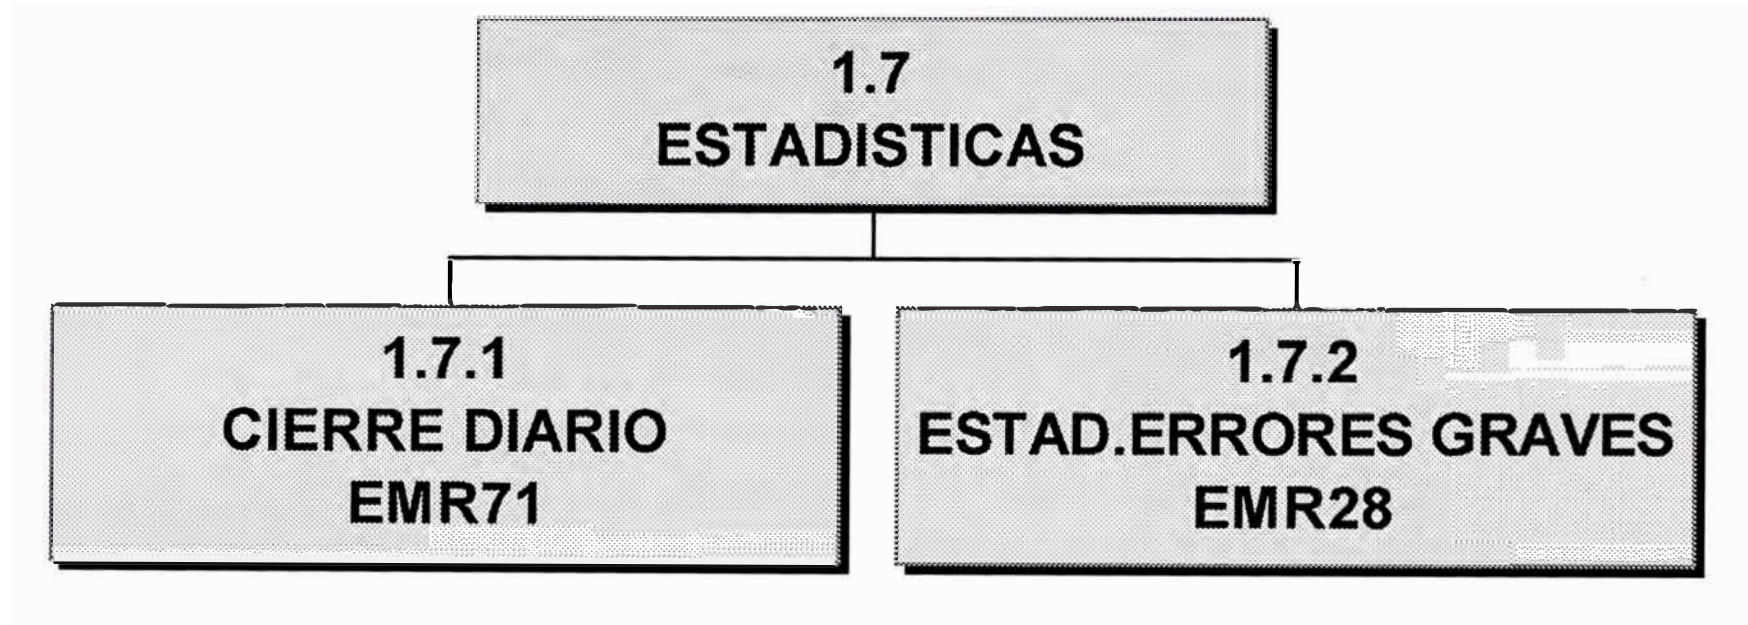 1.7
ESTADISTICAS
1.7.1
CIERRE DIARIO
EMR71
1.7.2
ESTAD.ERRORES GRAVES
EMR28